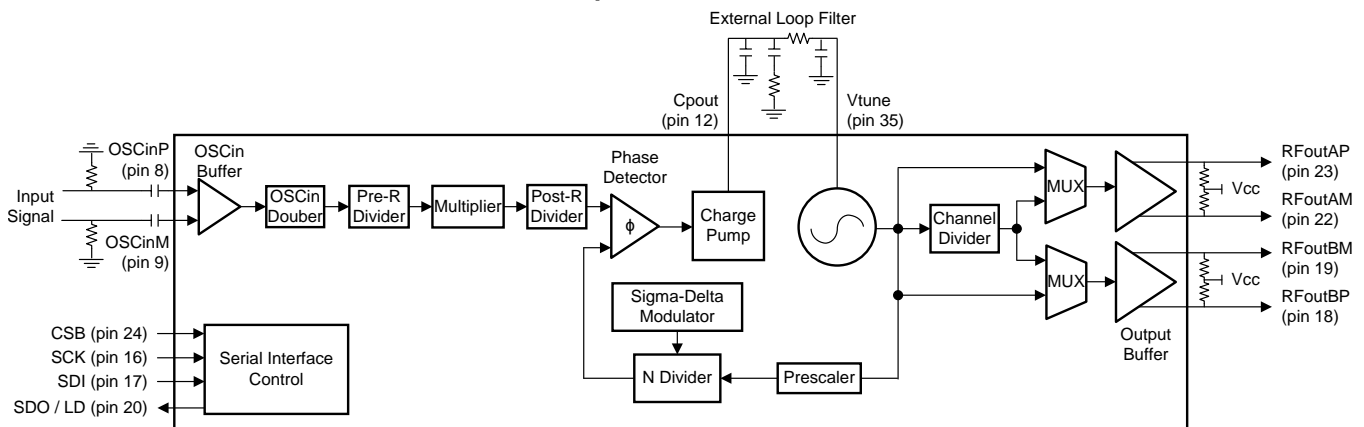 External Loop Filter
Cpout
(pin 12)
Vtune
(pin 35)
OSCinP
(pin 8)
OSCin
Buffer
Input
Signal
OSCinM
(pin 9)
OSCin
Douber
Pre-R
Divider
Multiplier
Post-R
Divider
Phase
Detector
ϕ
Charge
Pump
Channel
Divider
MUX
MUX
Output
Buffer
RFoutAP
(pin 23)
Vcc
RFoutAM
(pin 22)
RFoutBM
(pin 19)
Vcc
RFoutBP
(pin 18)
Sigma-Delta
Modulator
N Divider
Prescaler
CSB (pin 24)
SCK (pin 16)
SDI (pin 17)
SDO / LD (pin 20)
Serial Interface
Control